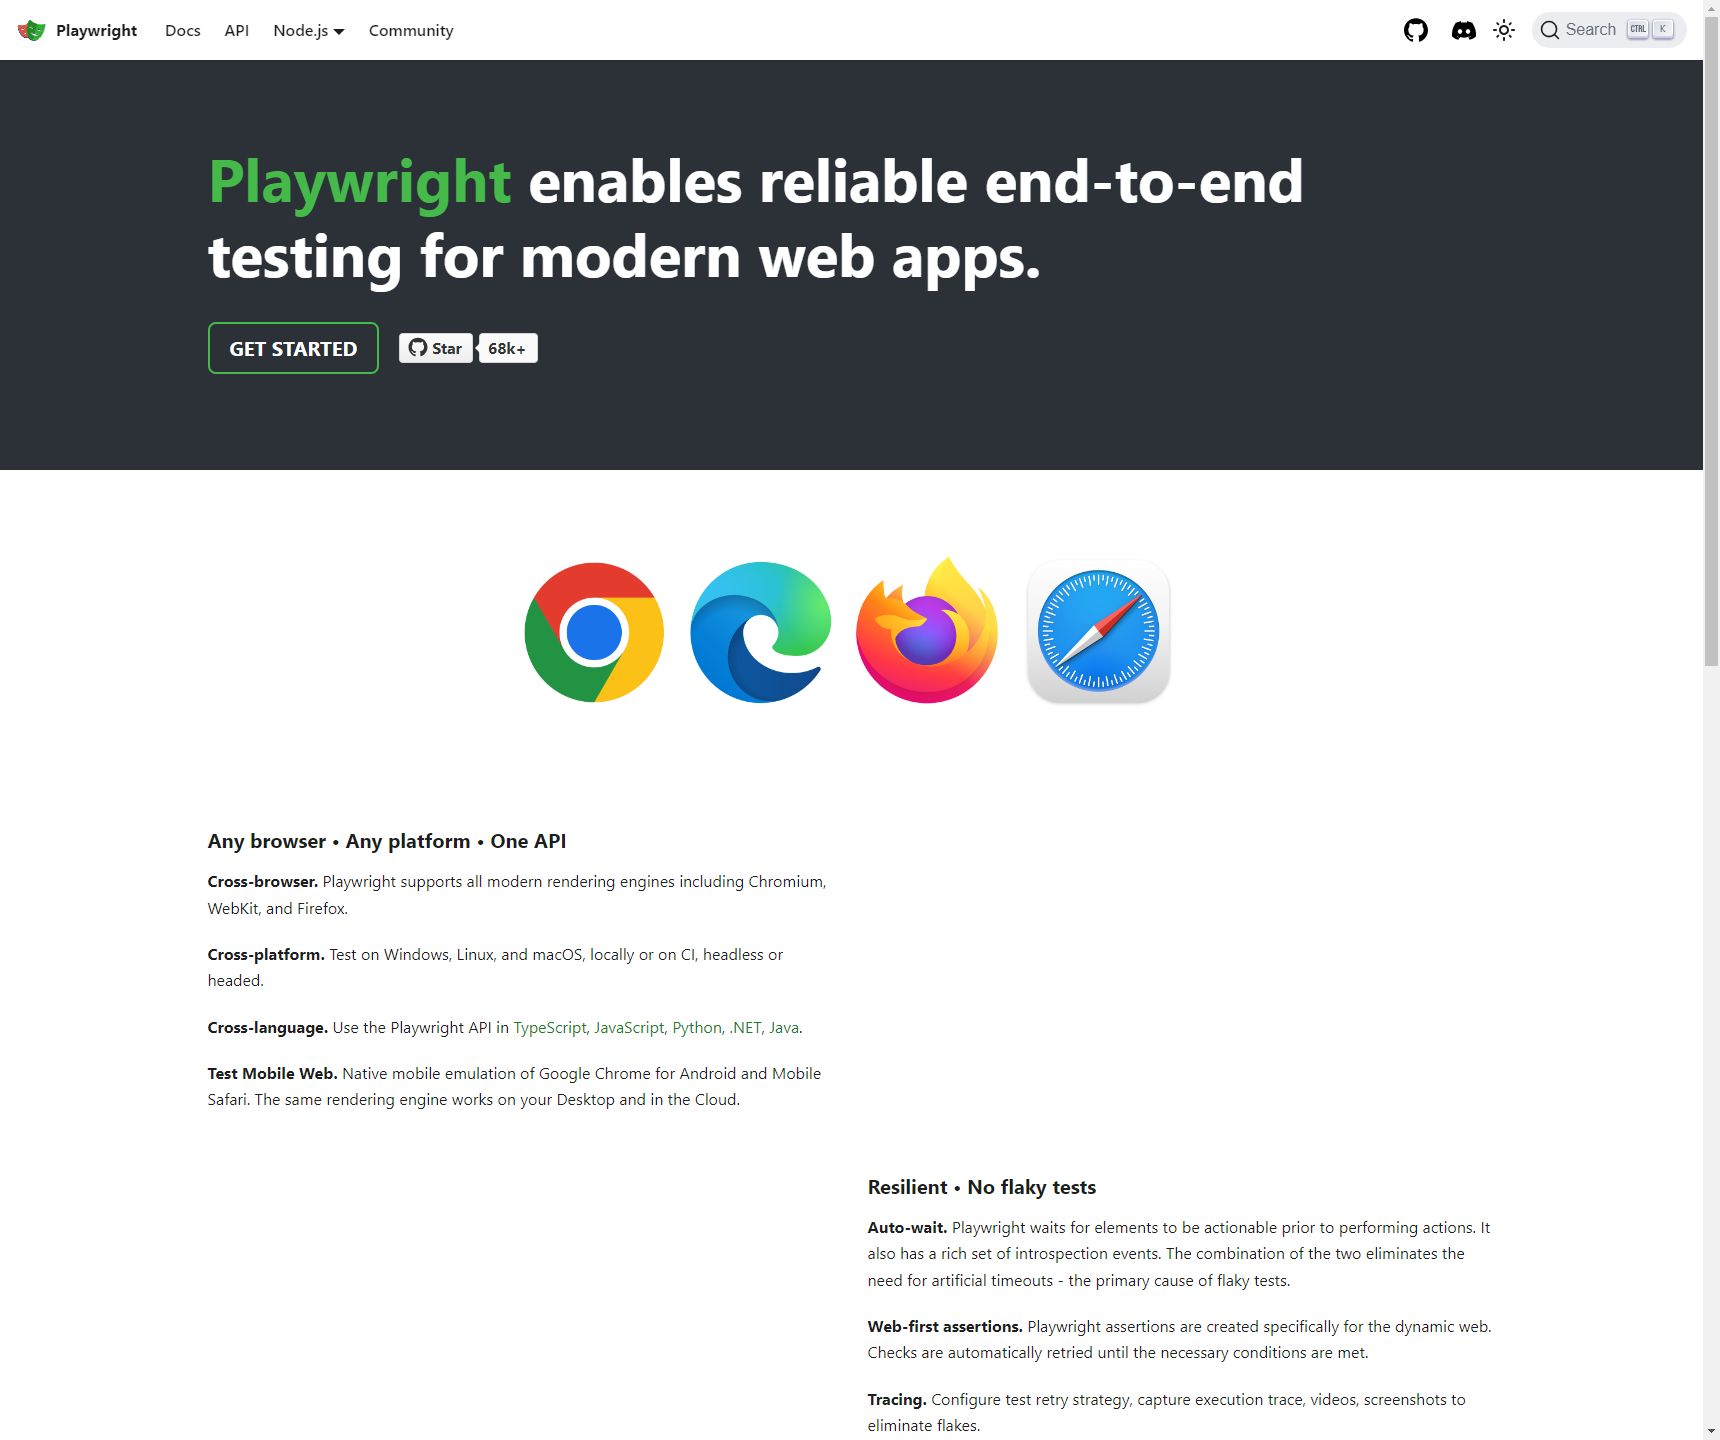 Playwright Docs API Node.js Community Search CTRL K
Playwright enables reliable end-to-end
testing for modern web apps.
GET STARTED Star 68k+
Any browser • Any platform • One API
Cross-browser. Playwright supports all modern rendering engines including Chromium,
WebKit, and Firefox.
Cross-platform. Test on Windows, Linux, and macOS, locally or on CI, headless or
headed.
Cross-language. Use the Playwright API in TypeScript, JavaScript, Python, .NET, Java.
Test Mobile Web. Native mobile emulation of Google Chrome for Android and Mobile
Safari. The same rendering engine works on your Desktop and in the Cloud.
Resilient • No flaky tests
Auto-wait. Playwright waits for elements to be actionable prior to performing actions. It
also has a rich set of introspection events. The combination of the two eliminates the
need for artificial timeouts - the primary cause of flaky tests.
Web-first assertions. Playwright assertions are created specifically for the dynamic web.
Checks are automatically retried until the necessary conditions are met.
Tracing. Configure test retry strategy, capture execution trace, videos, screenshots to
eliminate flakes.